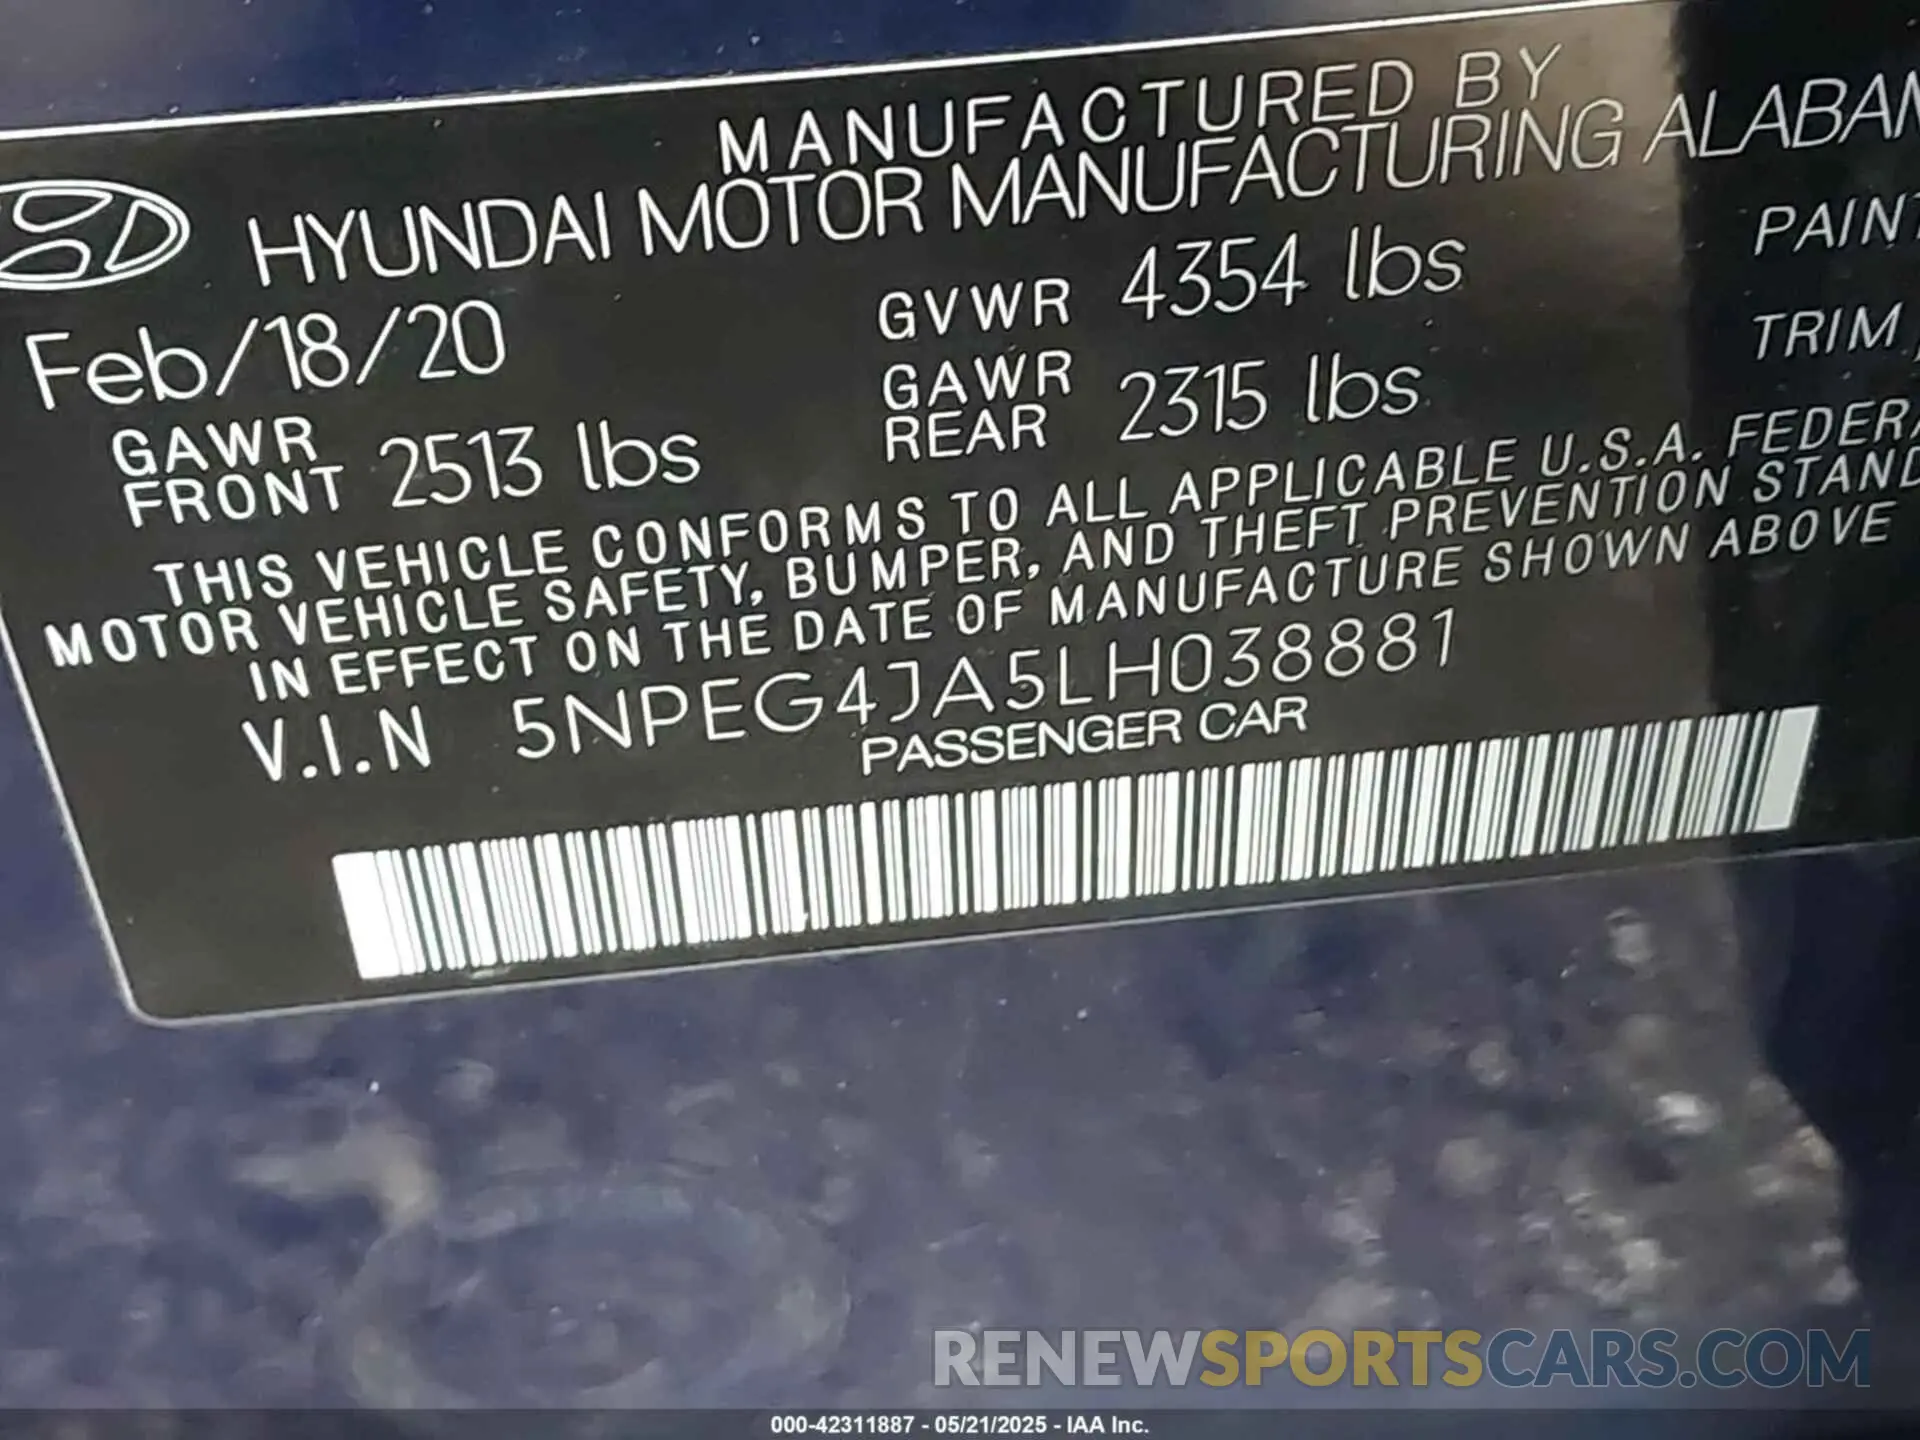 MANUFACTURED BY
HYUNDAI MOTOR MANUFACTURING ALABAM
Feb/18/20 GVWR 4354 lbs PAINT
GAWR FRONT 2513 lbs GAWR REAR 2315 lbs TRIM
THIS VEHICLE CONFORMS TO ALL APPLICABLE U.S.A. FEDERA
MOTOR VEHICLE SAFETY, BUMPER, AND THEFT PREVENTION STAND
IN EFFECT ON THE DATE OF MANUFACTURE SHOWN ABOVE
V.I.N 5NPEG4JA5LH038881
PASSENGER CAR
RENEWSPORTSCARS.COM
000-42311887 - 05/21/2025 - IAA Inc.